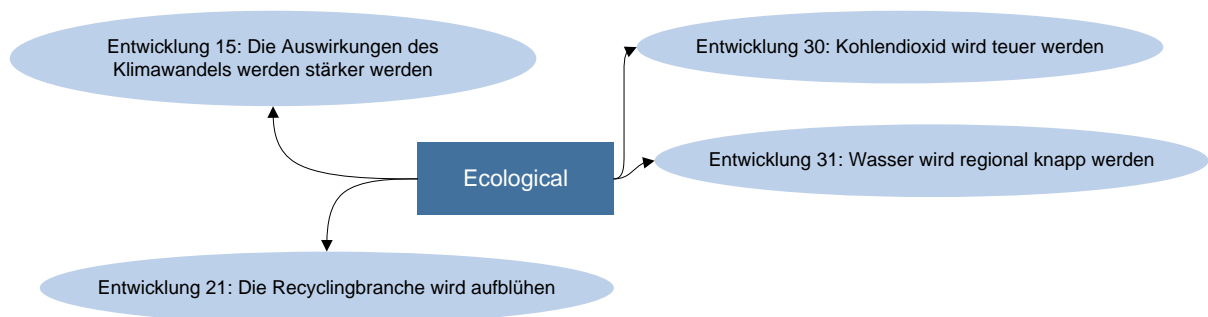 Entwicklung 15: Die Auswirkungen des
Klimawandels werden stärker werden
Entwicklung 30: Kohlendioxid wird teuer werden
Entwicklung 31: Wasser wird regional knapp werden
Ecological
Entwicklung 21: Die Recyclingbranche wird aufblühen